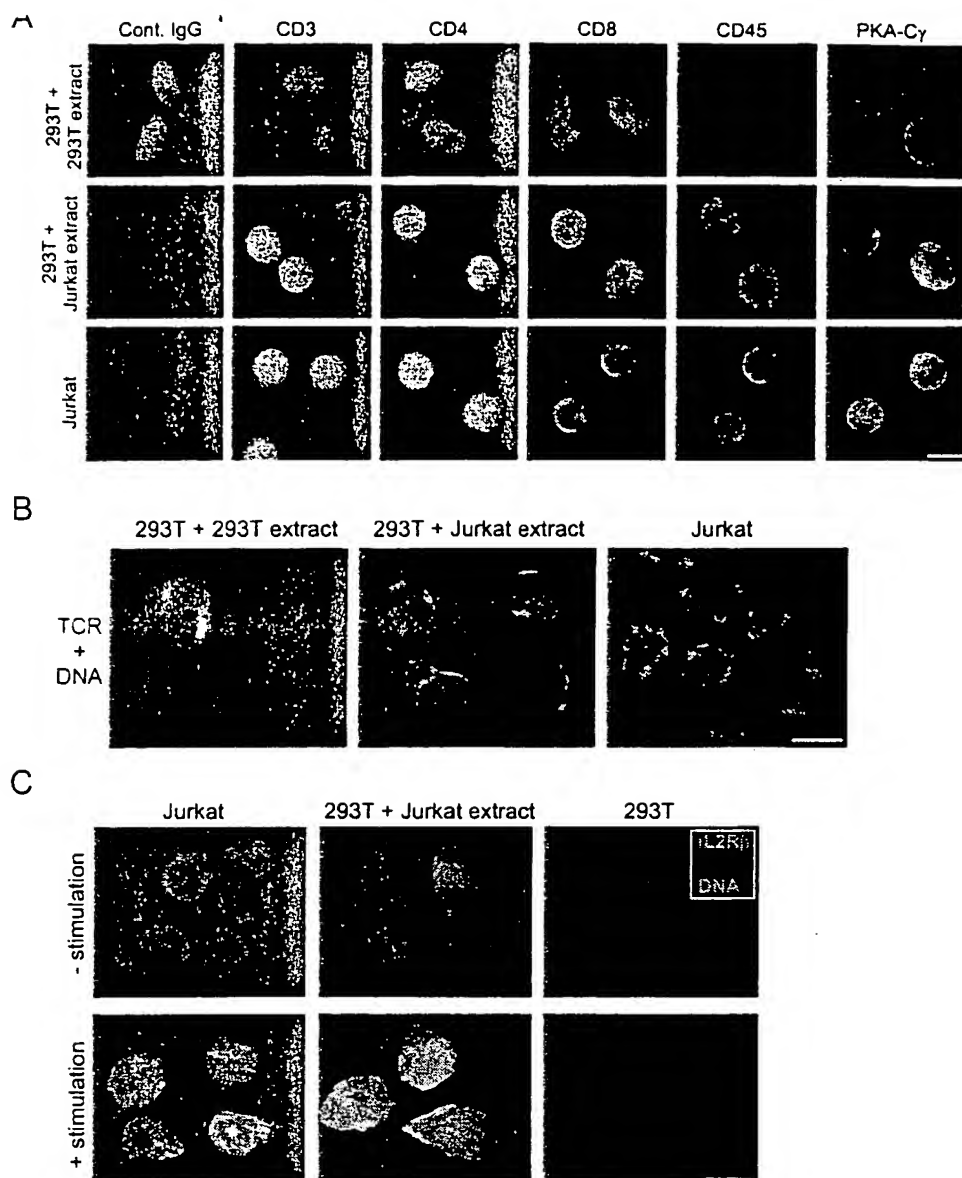 A
Cont. IgG CD3 CD4 CD8 CD45 PKA-Cγ
293T +
293T extract
293T +
Jurkat extract
Jurkat
B
293T + 293T extract 293T + Jurkat extract Jurkat
TCR
+
DNA
C
Jurkat 293T + Jurkat extract 293T
IL2Rβ
DNA
- stimulation
+ stimulation